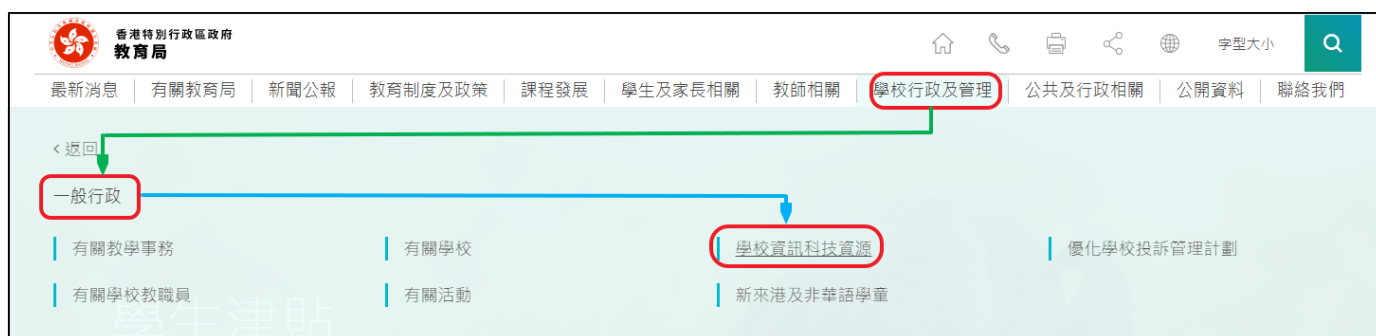 香港特別行政區政府
教育局
字型大小
最新消息 有關教育局 新聞公報 教育制度及政策 課程發展 學生及家長相關 教師相關 學校行政及管理 公共及行政相關 公開資料 聯絡我們
< 返回
一般行政
有關教學事務 有關學校 學校資訊科技資源 優化學校投訴管理計劃
有關學校教職員 有關活動 新來港及非華語學童
學生津貼